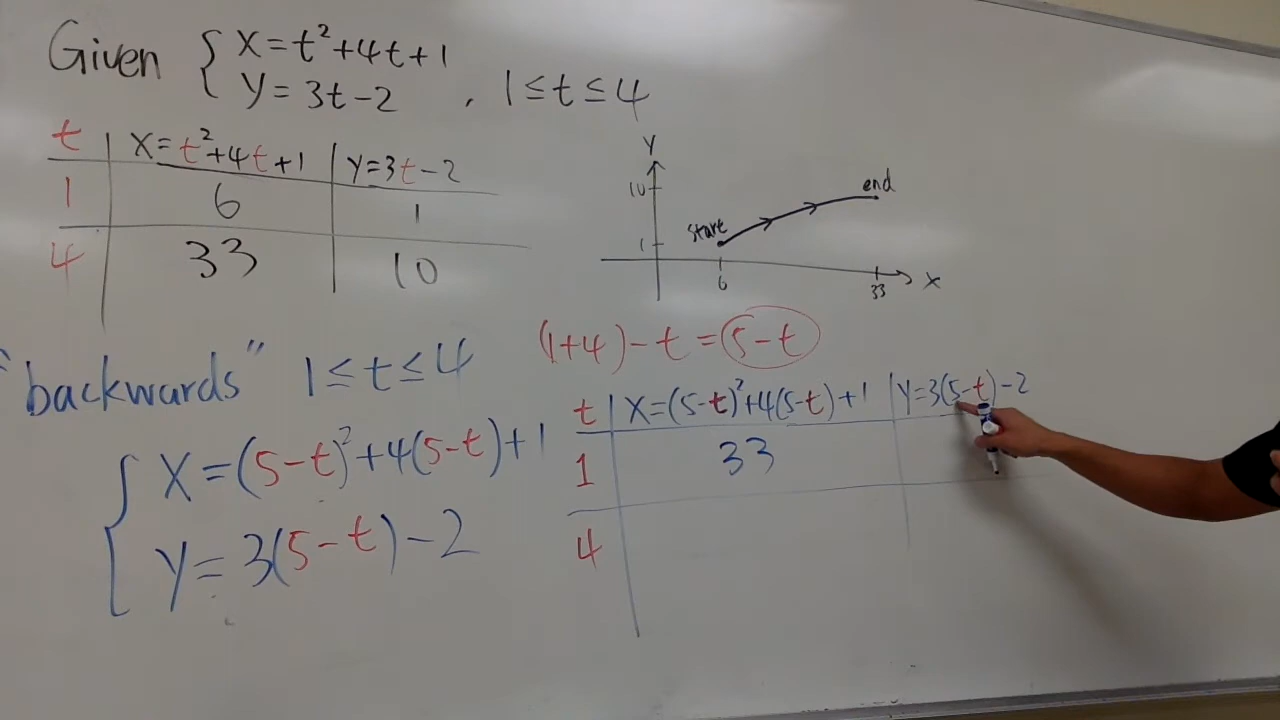 Given { x = t² + 4t + 1
y = 3t - 2 , 1 ≤ t ≤ 4
t | x = t² + 4t + 1 | y = 3t - 2
1 | 6 | 1
4 | 33 | 10
y
10
end
start
1
6
33
x
"backwards" 1 ≤ t ≤ 4
(1+4) - t = 5 - t
{ x = (5-t)² + 4(5-t) + 1
y = 3(5-t) - 2
t | x = (5-t)² + 4(5-t) + 1 | y = 3(5-t) - 2
1 | 33
4